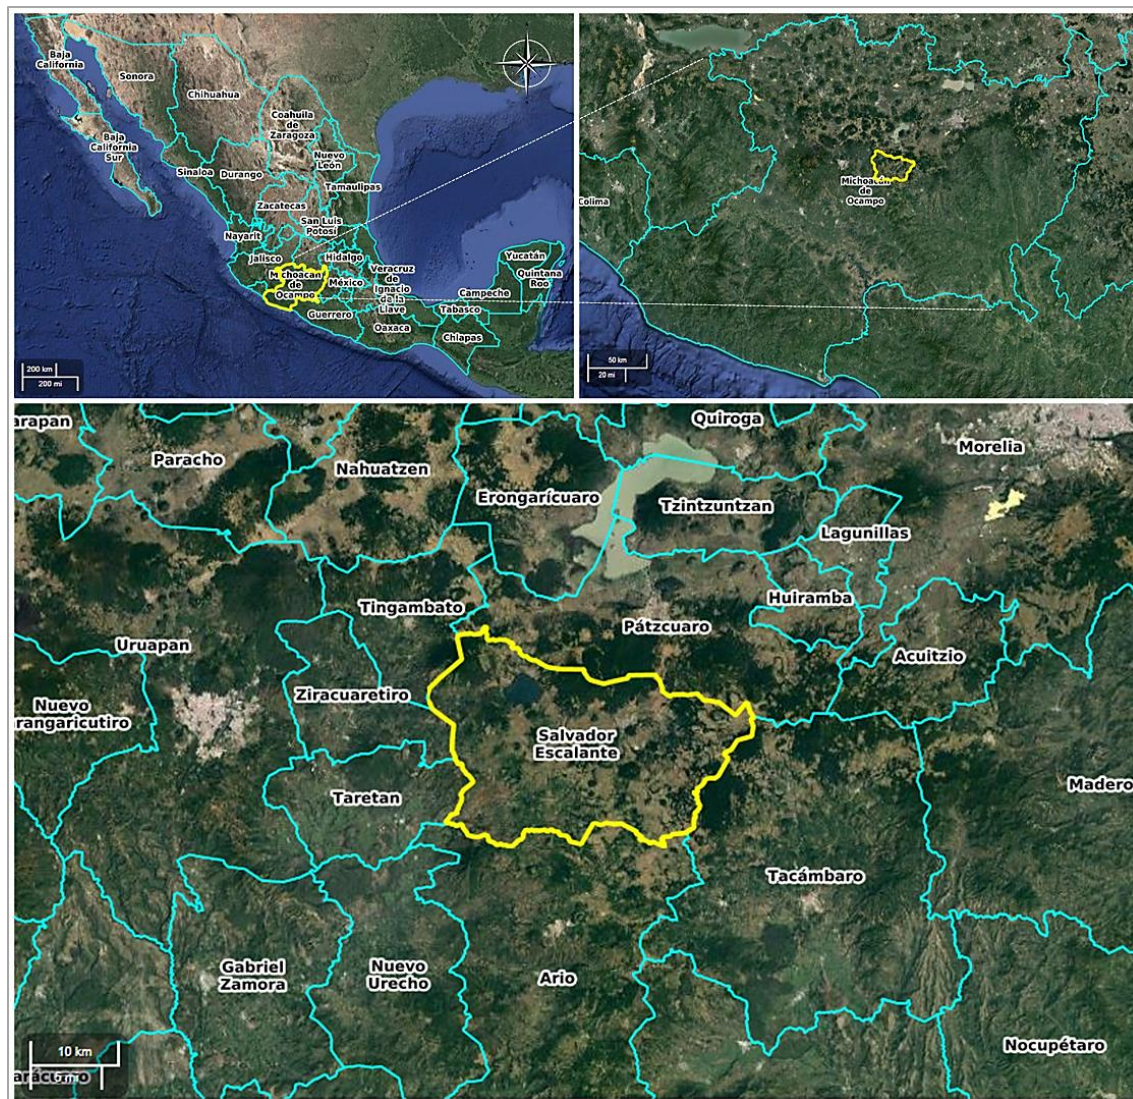 Baja
California
Sonora
Chihuahua
Coahuila
de
Zaragoza
Baja
California
Sur
Nuevo
León
Sinaloa
Durango
Tamaulipas
Zacatecas
San Luis
Potosí
Nayarit
Jalisco
Hidalgo
Yucatán
Michoacán
de
Ocampo
México
Veracruz
de
Ignacio
de la
Llave
Quintana
Roo
Campeche
Guerrero
Tabasco
Oaxaca
Chiapas
200 km
200 mi
Michoacán
de
Ocampo
Colima
50 km
20 mi
arapan
Paracho
Nahuatzen
Quiroga
Morelia
Erongarícuaro
Tzintzuntzan
Lagunillas
Tingambato
Huiramba
Pátzcuaro
Uruapan
Acuitzio
Nuevo
arangaricutiro
Ziracuaretiro
Salvador
Escalante
Taretan
Madero
Tacámbaro
Gabriel
Zamora
Nuevo
Urecho
Ario
Nocupétaro
10 km
5 mi